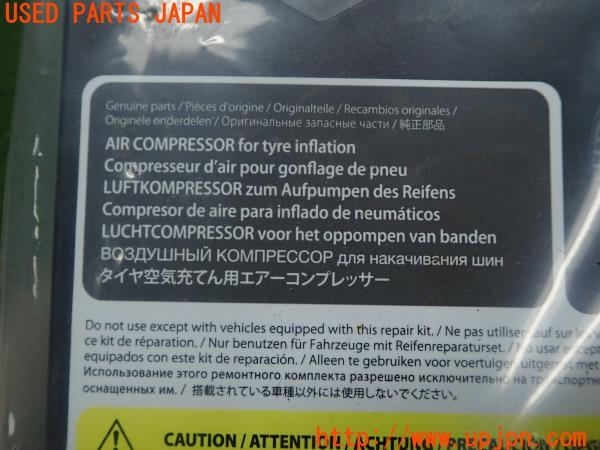 USED PARTS JAPAN
Genuine parts / Pièces d'origine / Originalteile / Recambios originales /
Originele onderdelen'/ Оригинальные запасные части / 純正部品
AIR COMPRESSOR for tyre inflation
Compresseur d'air pour gonflage de pneu
LUFTKOMPRESSOR zum Aufpumpen des Reifens
Compresor de aire para inflado de neumáticos
LUCHTCOMPRESSOR voor het oppompen van banden
ВОЗДУШНЫЙ КОМПРЕССОР для накачивания шин
タイヤ空気充てん用エアーコンプレッサー
Do not use except with vehicles equipped with this repair kit. / Ne pas utiliser sauf sur les
ce kit de réparation. / Nur benutzen für Fahrzeuge mit Reifenreparaturset. / No usar excepto
equipados con este kit de reparación. / Alleen te gebruiken voor voertuigen uitgerust met
Использование этого ремонтного комплекта разрешено исключительно на
оснащенных им. / 搭載されている車種以外には使用しないでください。
CAUTION / ATTENTION / ACHTUNG / PRECAUCIÓN
http://www.upjpn.com